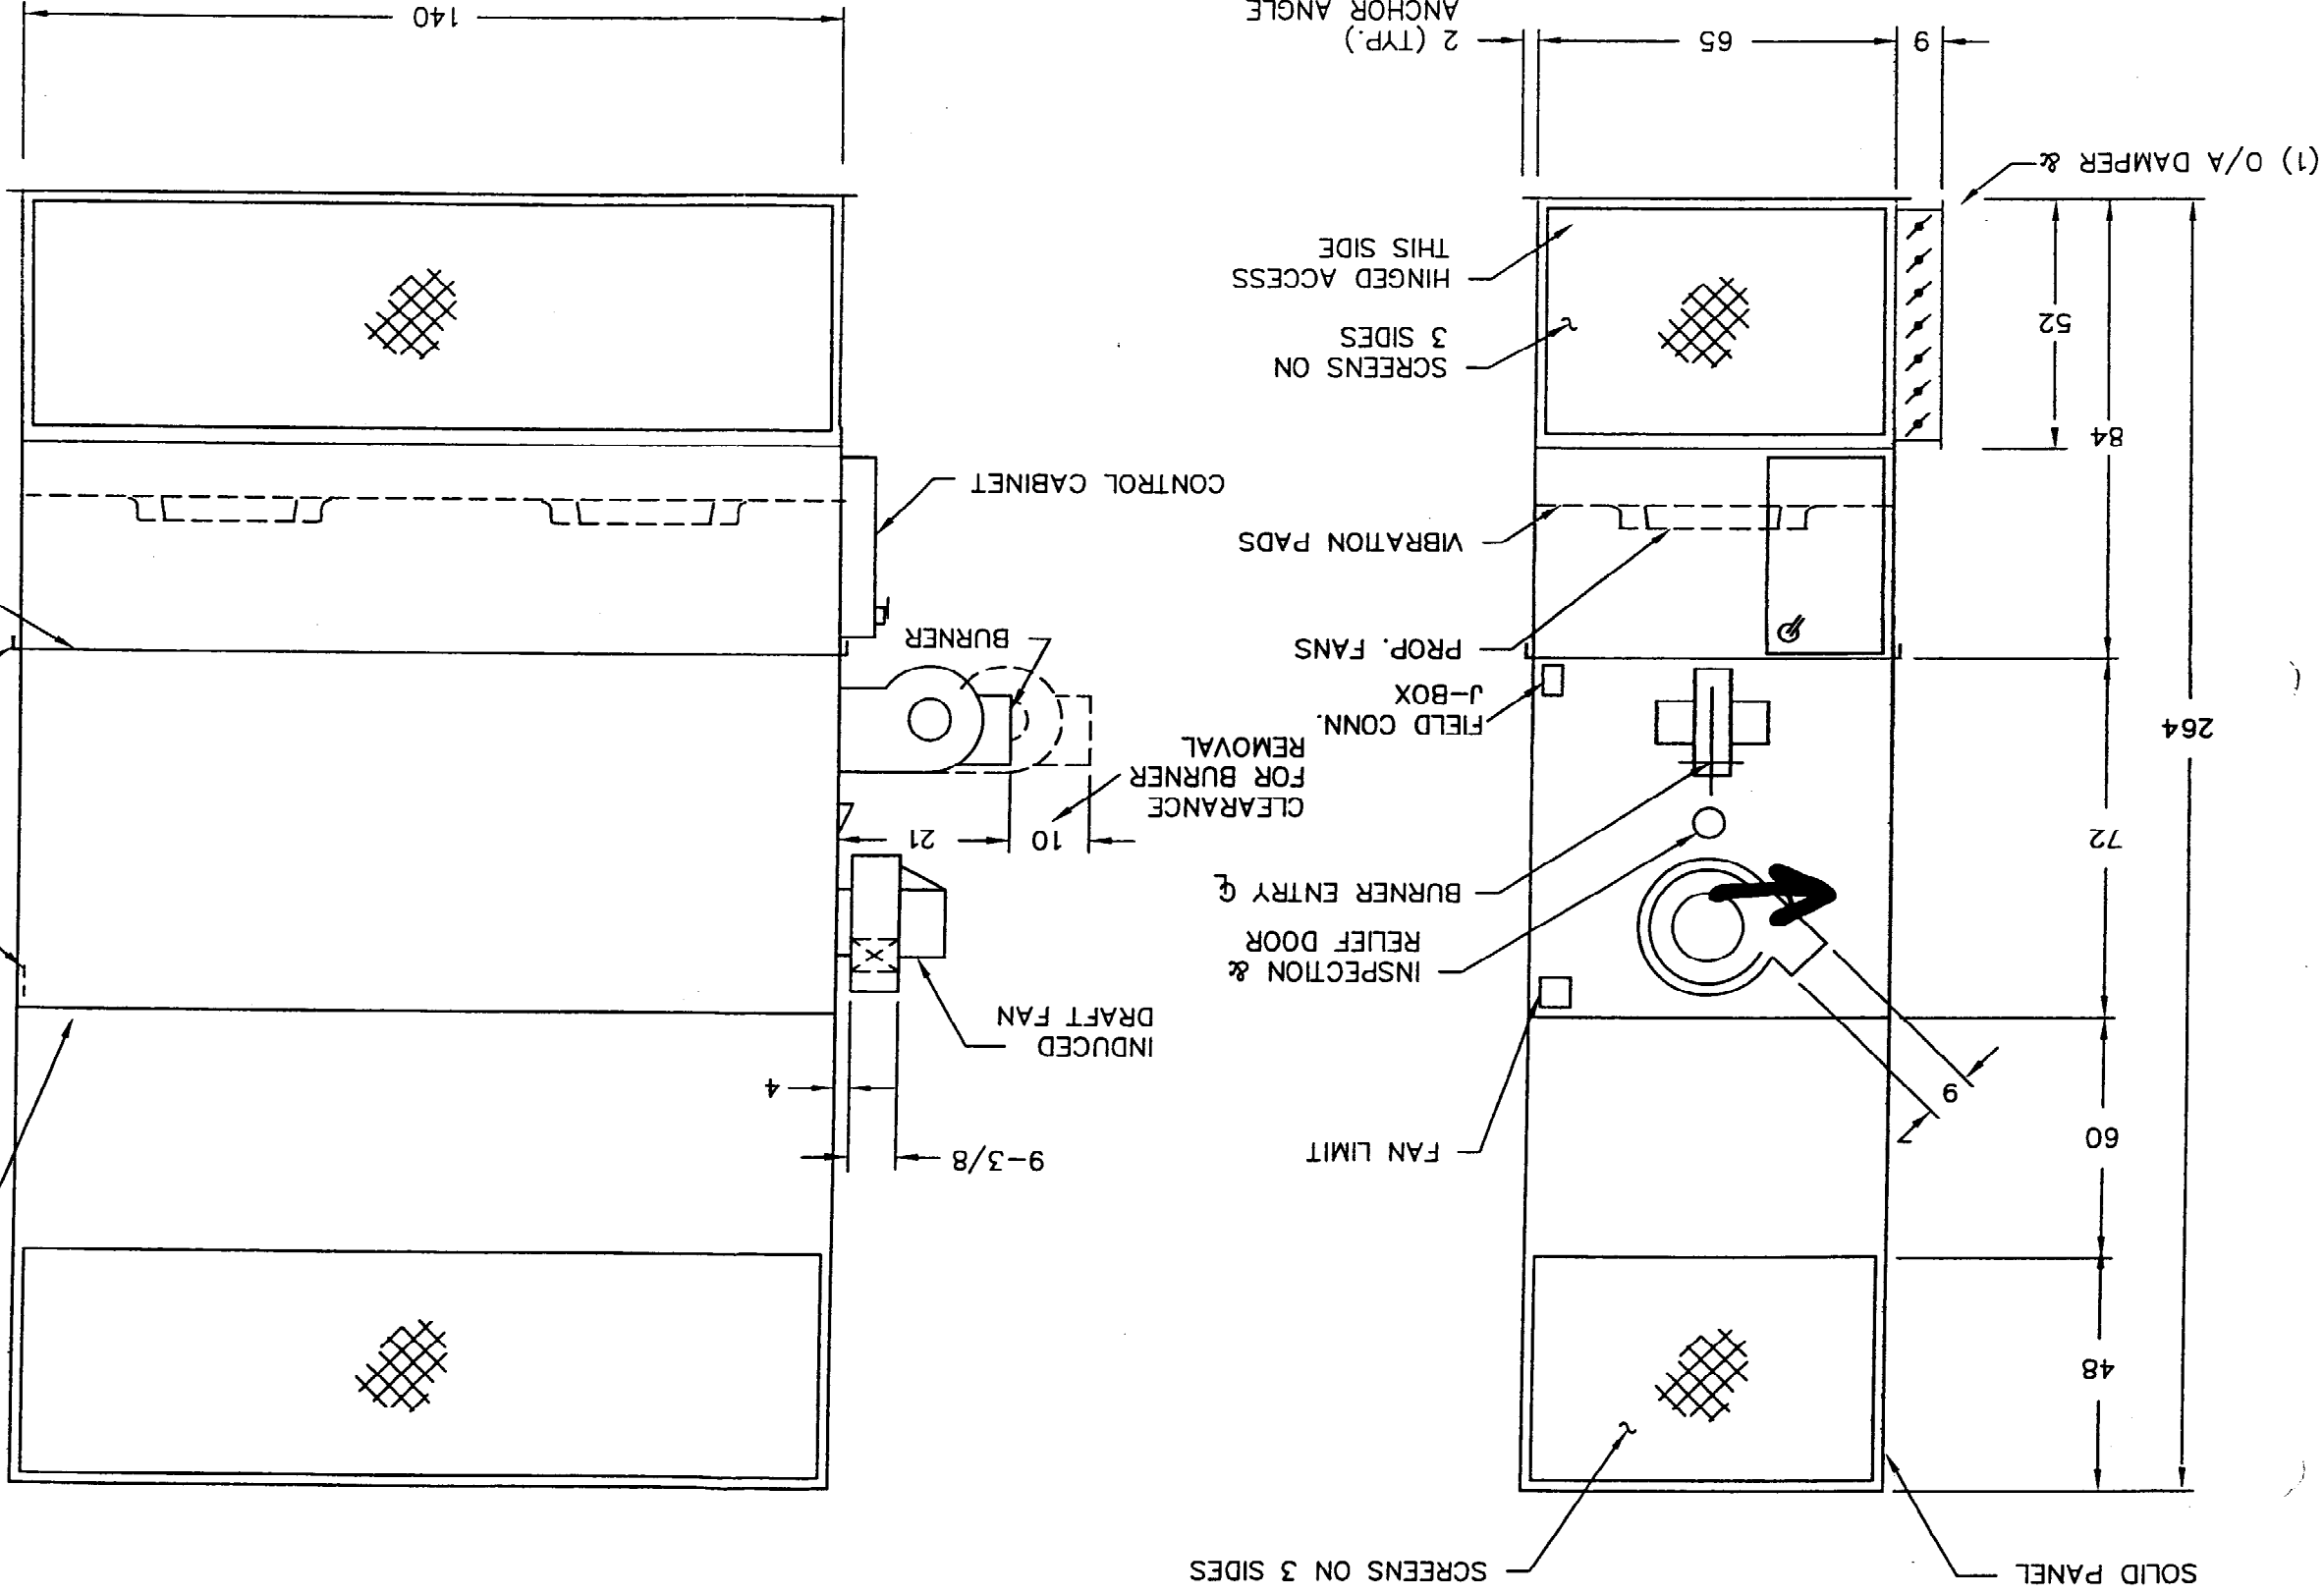 SOLID PANEL
SCREENS ON 3 SIDES
48
60
9
FAN LIMIT
264
72
INSPECTION &
RELIEF DOOR
BURNER ENTRY ℄
FIELD CONN.
J-BOX
PROP. FANS
VIBRATION PADS
84
52
SCREENS ON
3 SIDES
HINGED ACCESS
THIS SIDE
(1) O/A DAMPER &
9
65
2 (TYP.)
ANCHOR ANGLE
9-3/8
4
INDUCED
DRAFT FAN
10
21
CLEARANCE
FOR BURNER
REMOVAL
BURNER
CONTROL CABINET
140